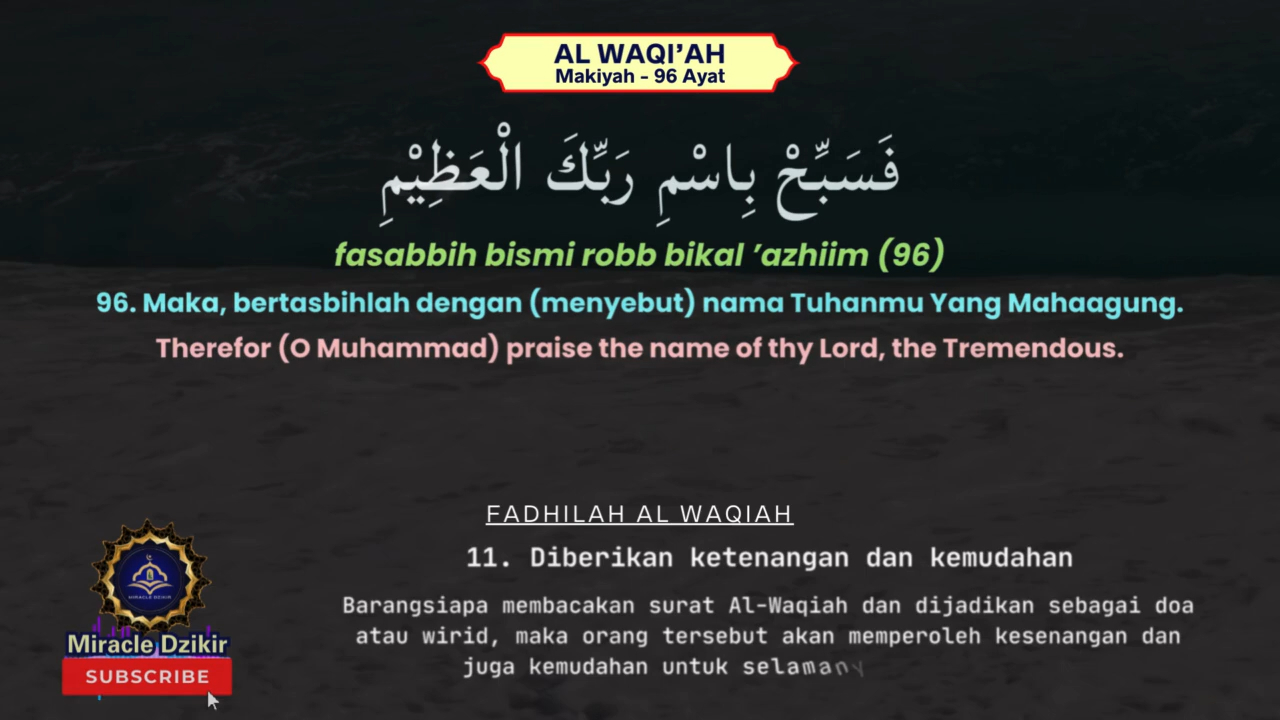 AL WAQI’AH
Makiyah - 96 Ayat
فَسَبِّحْ بِاسْمِ رَبِّكَ الْعَظِيْمِ
fasabbih bismi robb bikal ’azhiim (96)
96. Maka, bertasbihlah dengan (menyebut) nama Tuhanmu Yang Mahaagung.
Therefor (O Muhammad) praise the name of thy Lord, the Tremendous.
FADHILAH AL WAQIAH
11. Diberikan ketenangan dan kemudahan
Barangsiapa membacakan surat Al-Waqiah dan dijadikan sebagai doa
atau wirid, maka orang tersebut akan memperoleh kesenangan dan
juga kemudahan untuk selamany
MIRACLE DZIKIR
Miracle Dzikir
SUBSCRIBE